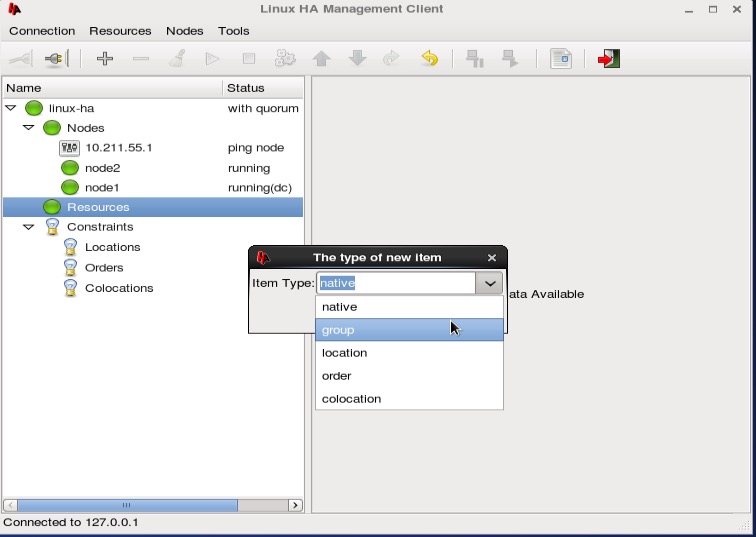 Linux HA Management Client
Connection Resources Nodes Tools
Name Status
linux-ha with quorum
Nodes
10.211.55.1 ping node
node2 running
node1 running(dc)
Resources
Constraints
Locations
Orders
Colocations
The type of new item
Item Type: native
ata Available
native
group
location
order
colocation
Connected to 127.0.0.1